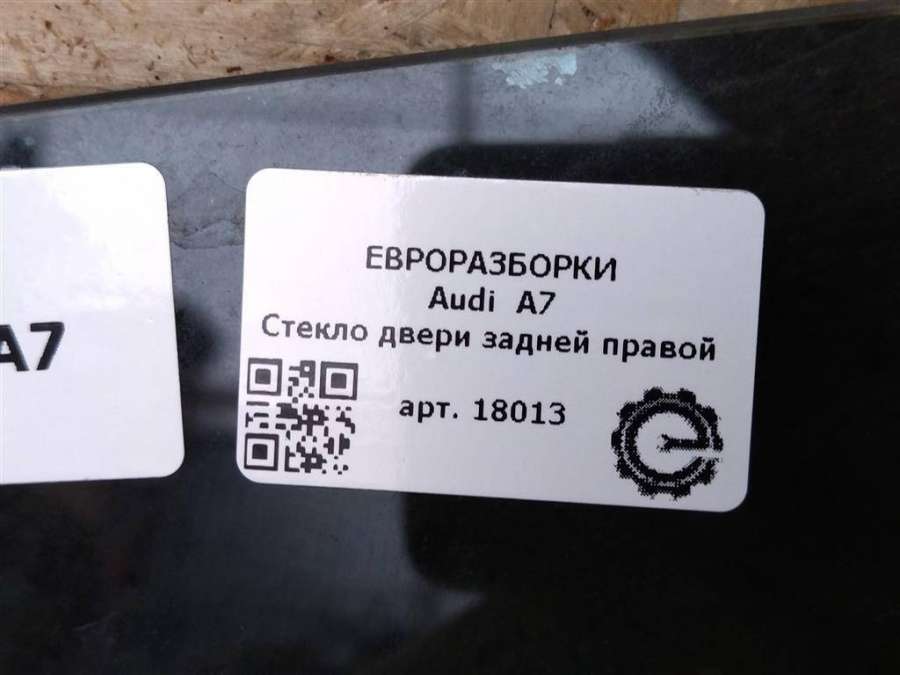 A7
ЕВРОРАЗБОРКИ
Audi A7
Стекло двери задней правой
арт. 18013